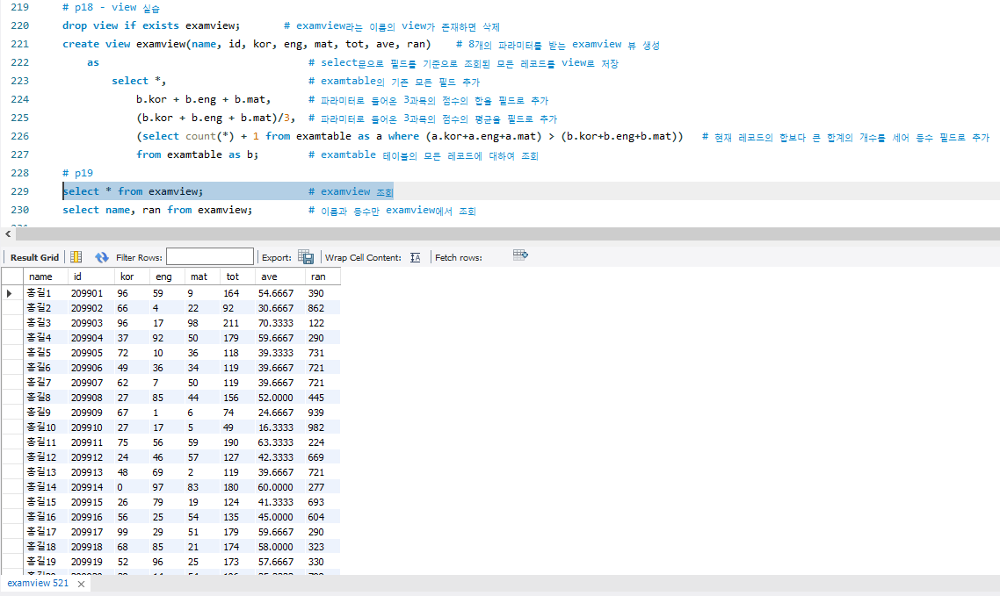 219 # p18 - view 실습
220 drop view if exists examview; # examview라는 이름의 view가 존재하면 삭제
221 create view examview(name, id, kor, eng, mat, tot, ave, ran) # 8개의 파라미터를 받는 examview 뷰 생성
222 as # select문으로 필드를 기준으로 조회된 모든 레코드를 view로 저장
223 select *, # examtable의 기존 모든 필드 추가
224 b.kor + b.eng + b.mat, # 파라미터로 들어온 3과목의 점수의 합을 필드로 추가
225 (b.kor + b.eng + b.mat)/3, # 파라미터로 들어온 3과목의 점수의 평균을 필드로 추가
226 (select count(*) + 1 from examtable as a where (a.kor+a.eng+a.mat) > (b.kor+b.eng+b.mat)) # 현재 레코드의 합보다 큰 합계의 개수를 세어 등수 필드로 추가
227 from examtable as b; # examtable 테이블의 모든 레코드에 대하여 조회
228 # p19
229 select * from examview; # examview 조회
230 select name, ran from examview; # 이름과 등수만 examview에서 조회
Result Grid Filter Rows: Export: Wrap Cell Content: Fetch rows:
name id kor eng mat tot ave ran
홍길1 209901 96 59 9 164 54.6667 390
홍길2 209902 66 4 22 92 30.6667 862
홍길3 209903 96 17 98 211 70.3333 122
홍길4 209904 37 92 50 179 59.6667 290
홍길5 209905 72 10 36 118 39.3333 731
홍길6 209906 49 36 34 119 39.6667 721
홍길7 209907 62 7 50 119 39.6667 721
홍길8 209908 27 85 44 156 52.0000 445
홍길9 209909 67 1 6 74 24.6667 939
홍길10 209910 27 17 5 49 16.3333 982
홍길11 209911 75 56 59 190 63.3333 224
홍길12 209912 24 46 57 127 42.3333 669
홍길13 209913 48 69 2 119 39.6667 721
홍길14 209914 0 97 83 180 60.0000 277
홍길15 209915 26 79 19 124 41.3333 693
홍길16 209916 56 25 54 135 45.0000 604
홍길17 209917 99 29 51 179 59.6667 290
홍길18 209918 68 85 21 174 58.0000 323
홍길19 209919 52 96 25 173 57.6667 330
examview 521